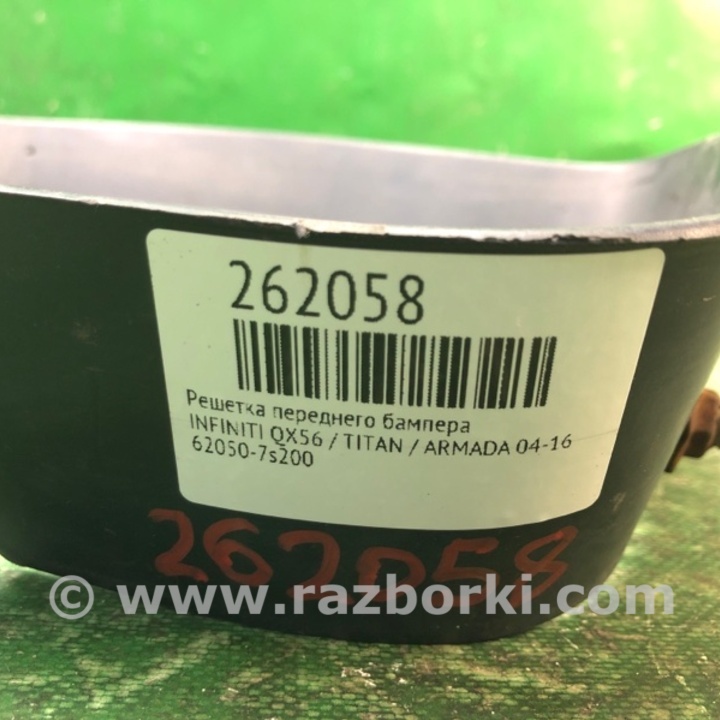 262058
Решетка переднего бампера
INFINITI QX56 / TITAN / ARMADA 04-16
62050-7s200
262058
© www.razborki.com